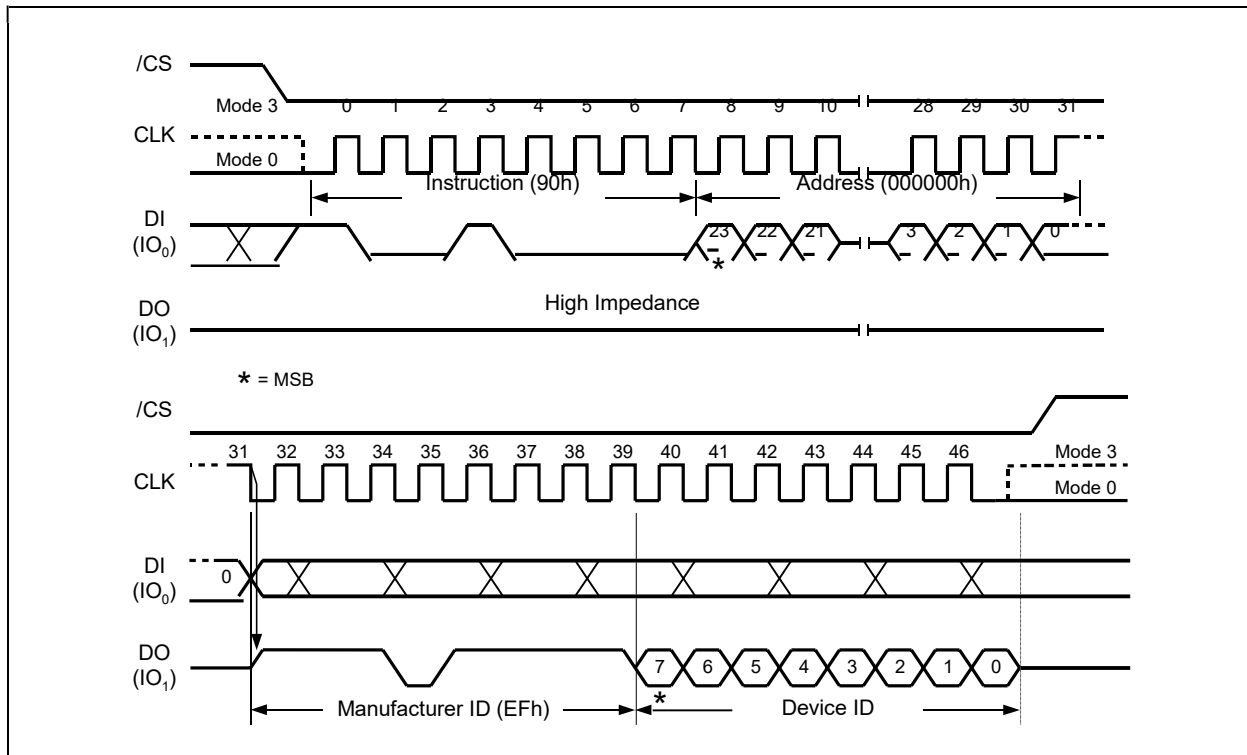 /CS
Mode 3 0 1 2 3 4 5 6 7 8 9 10 28 29 30 31
CLK
Mode 0
Instruction (90h) Address (000000h)
DI
(IO0)
23 22 21 3 2 1 0
*
High Impedance
DO
(IO1)
* = MSB
/CS
31 32 33 34 35 36 37 38 39 40 41 42 43 44 45 46 Mode 3
CLK
Mode 0
DI
(IO0)
0
DO
(IO1)
7 6 5 4 3 2 1 0
*
Manufacturer ID (EFh) Device ID